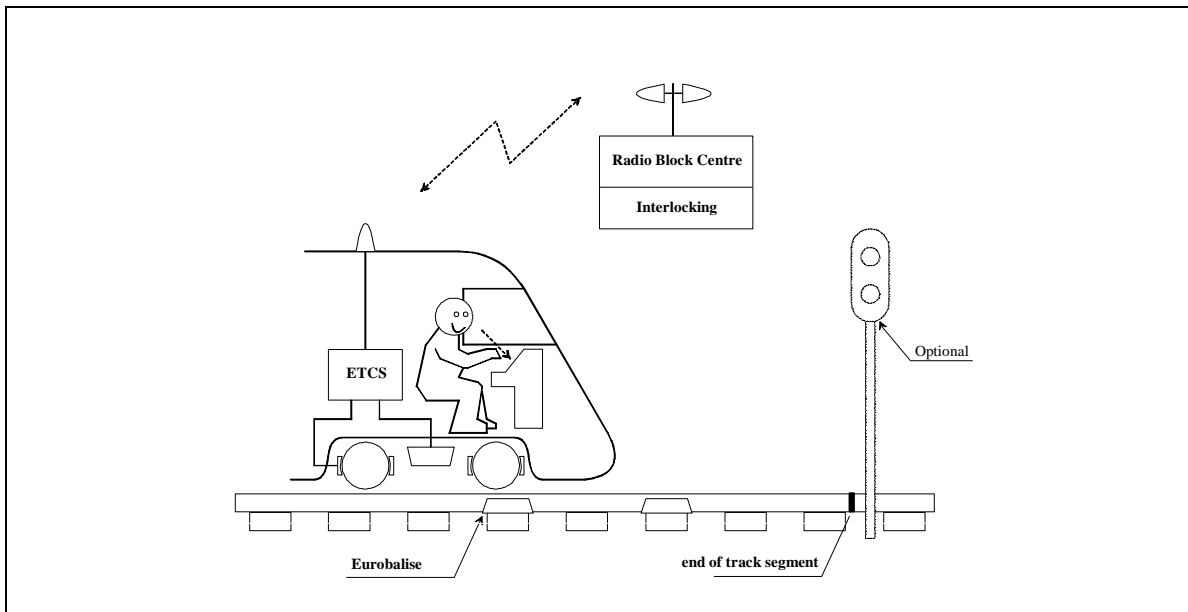 Radio Block Centre
Interlocking
Optional
ETCS
Eurobalise
end of track segment